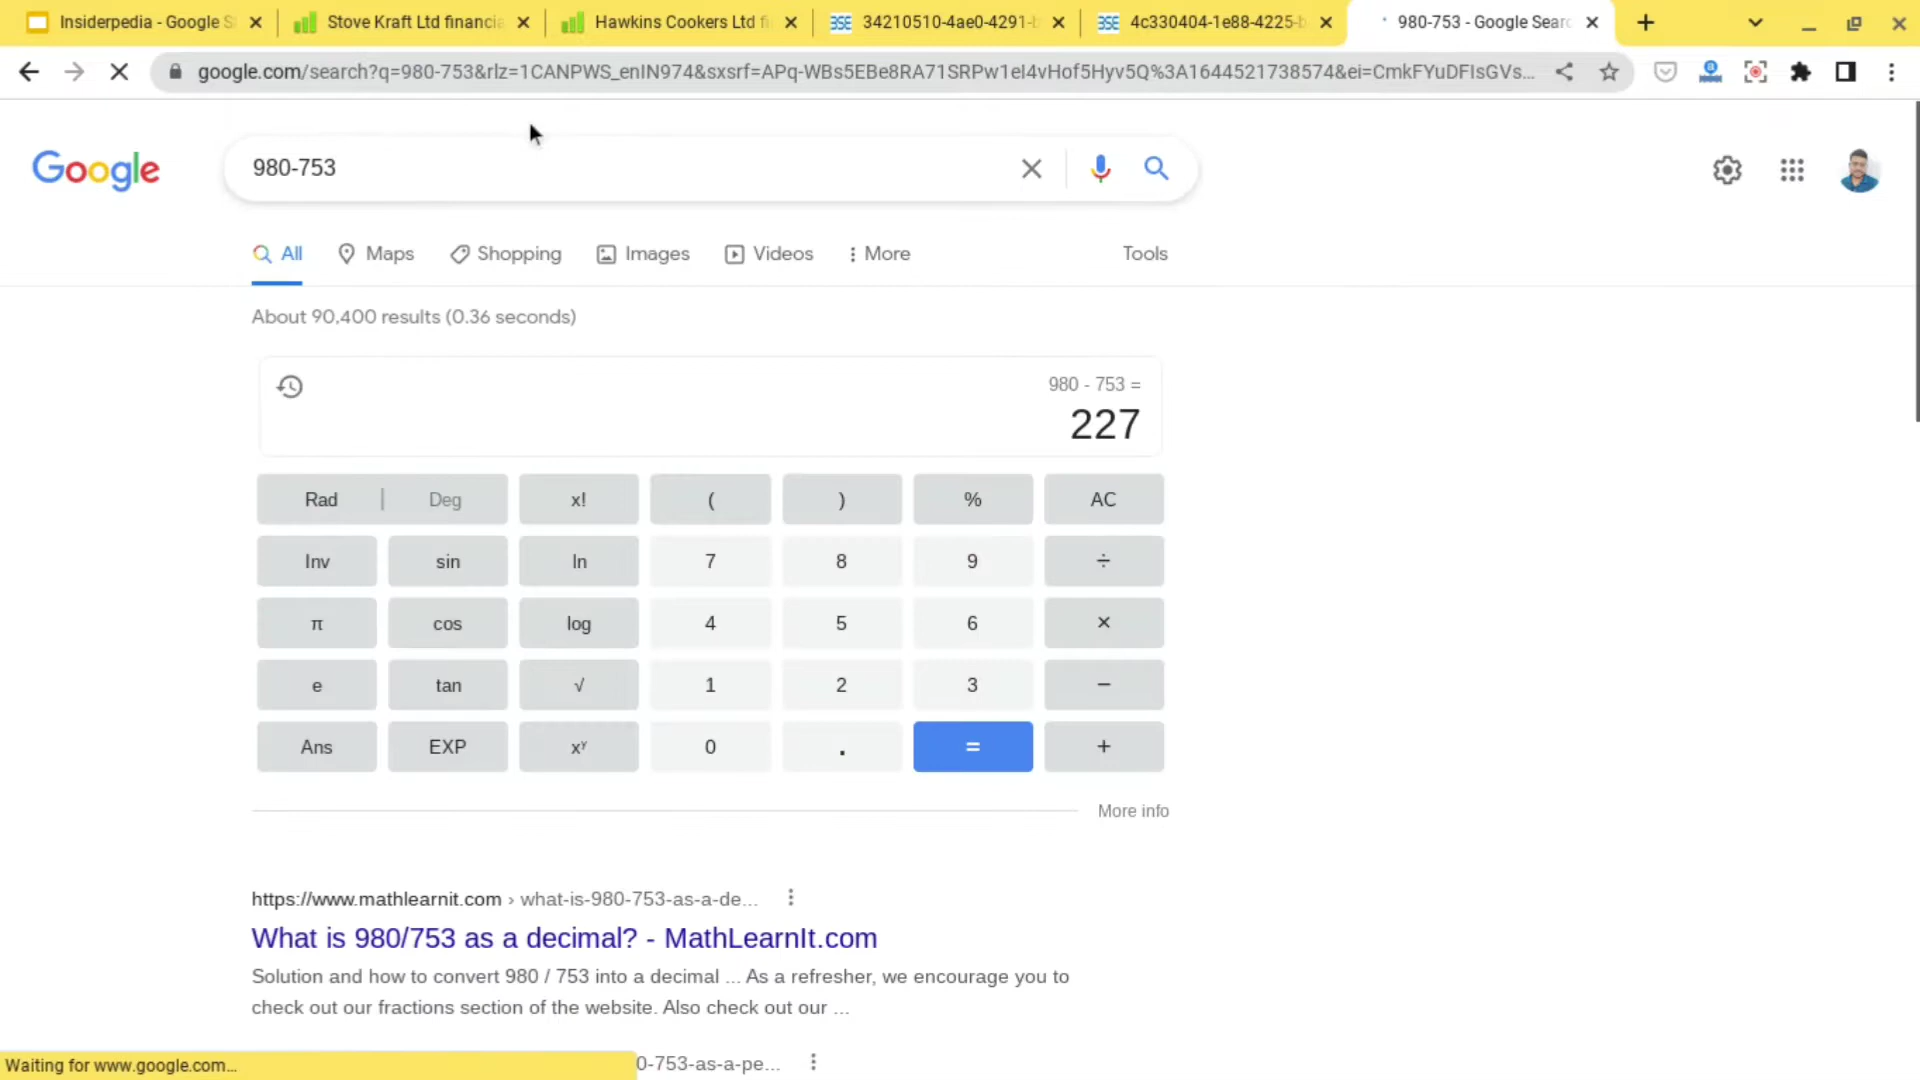 Insiderpedia - Google S
Stove Kraft Ltd financia
Hawkins Cookers Ltd fi
34210510-4ae0-4291-b
4c330404-1e88-4225-b
980-753 - Google Searc
google.com/search?q=980-753&rlz=1CANPWS_enIN974&sxsrf=APq-WBs5EBe8RA71SRPw1eI4vHof5Hyv5Q%3A1644521738574&ei=CmkFYuDFIsGVs...
Google
980-753
All
Maps
Shopping
Images
Videos
More
Tools
About 90,400 results (0.36 seconds)
980 - 753 =
227
Rad | Deg x! ( ) % AC
Inv sin ln 7 8 9 ÷
π cos log 4 5 6 ×
e tan √ 1 2 3 −
Ans EXP xʸ 0 . = +
More info
https://www.mathlearnit.com › what-is-980-753-as-a-de...
What is 980/753 as a decimal? - MathLearnIt.com
Solution and how to convert 980 / 753 into a decimal ... As a refresher, we encourage you to
check out our fractions section of the website. Also check out our ...
Waiting for www.google.com...
0-753-as-a-pe...